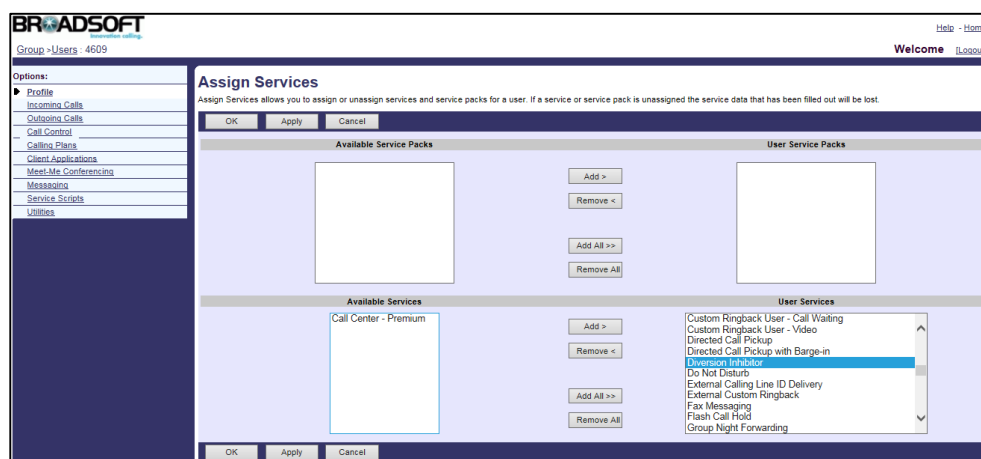 BROADSOFT
innovation calling.
Help - Hom
Group >Users : 4609
Welcome [Logou
Options:
Profile
Incoming Calls
Outgoing Calls
Call Control
Calling Plans
Client Applications
Meet-Me Conferencing
Messaging
Service Scripts
Utilities
Assign Services
Assign Services allows you to assign or unassign services and service packs for a user. If a service or service pack is unassigned the service data that has been filled out will be lost.
OK Apply Cancel
Available Service Packs User Service Packs
Add >
Remove <
Add All >>
Remove All
Available Services User Services
Call Center - Premium
Add >
Remove <
Add All >>
Remove All
Custom Ringback User - Call Waiting
Custom Ringback User - Video
Directed Call Pickup
Directed Call Pickup with Barge-in
Diversion Inhibitor
Do Not Disturb
External Calling Line ID Delivery
External Custom Ringback
Fax Messaging
Flash Call Hold
Group Night Forwarding
OK Apply Cancel